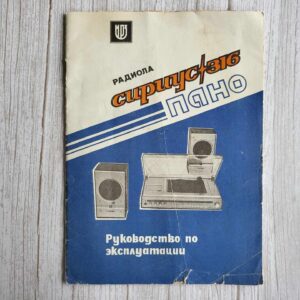 РАДИОЛА
сириус-316
пано
Руководство по
эксплуатации